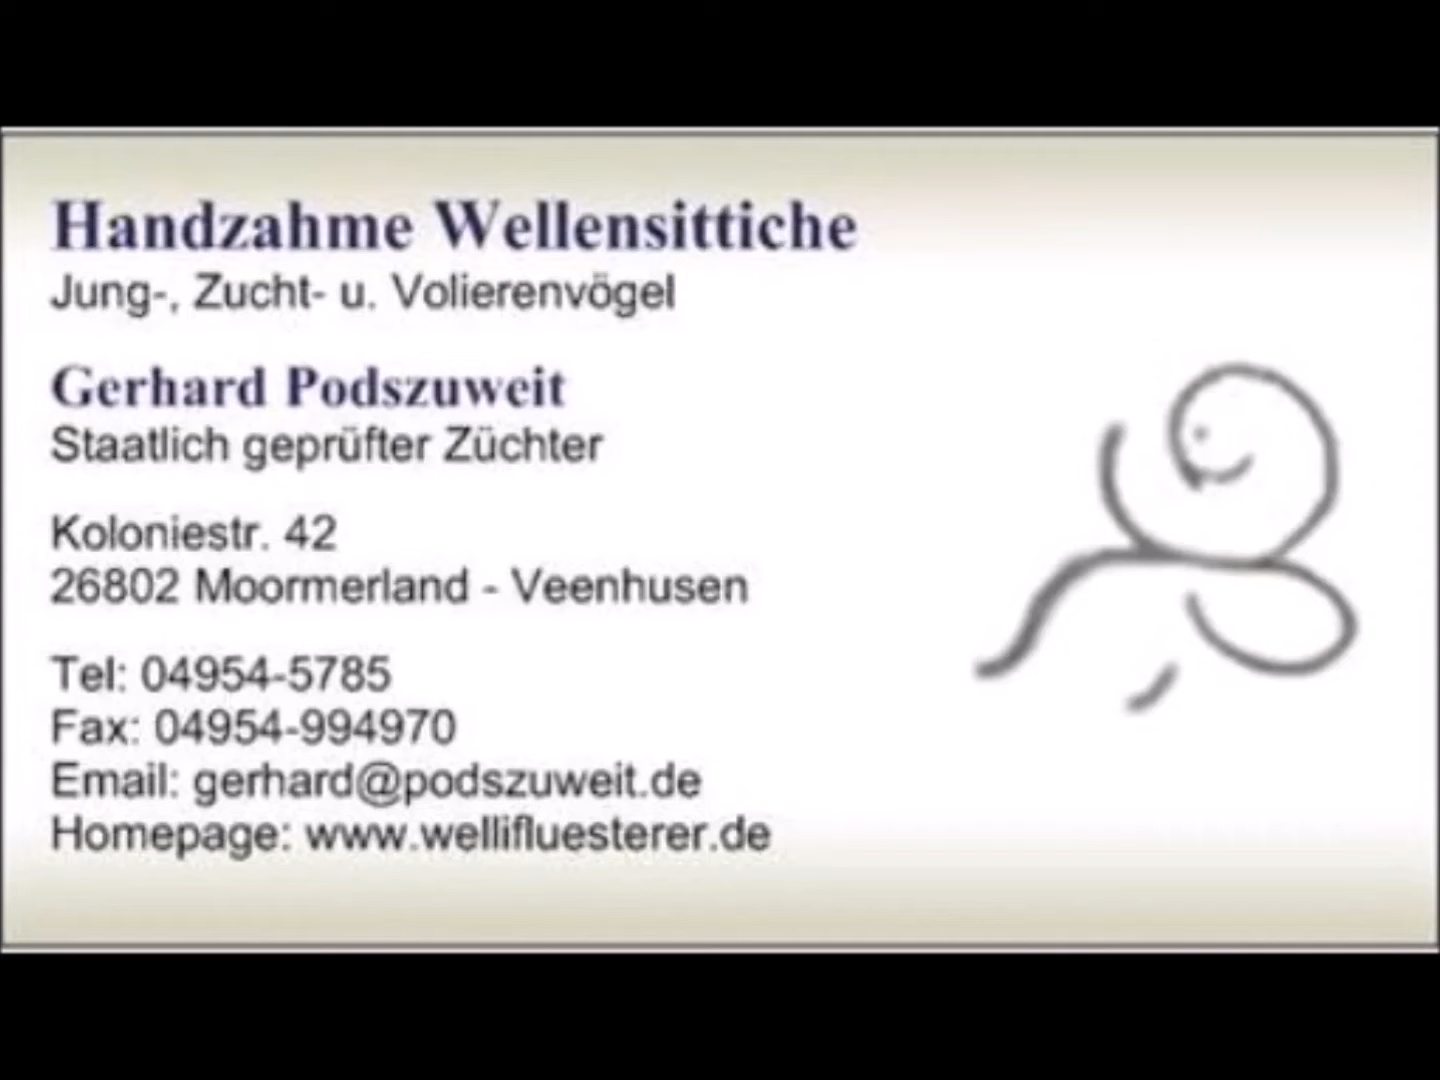 Handzahme Wellensittiche
Jung-, Zucht- u. Volierenvögel
Gerhard Podszuweit
Staatlich geprüfter Züchter
Koloniestr. 42
26802 Moormerland - Veenhusen
Tel: 04954-5785
Fax: 04954-994970
Email: gerhard@podszuweit.de
Homepage: www.wellifluesterer.de